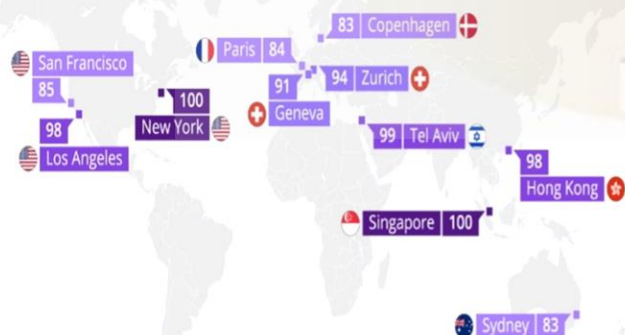 83 Copenhagen
Paris 84
San Francisco
85
94 Zurich
91
Geneva
100
New York
98
Los Angeles
99 Tel Aviv
98
Hong Kong
Singapore 100
Sydney 83